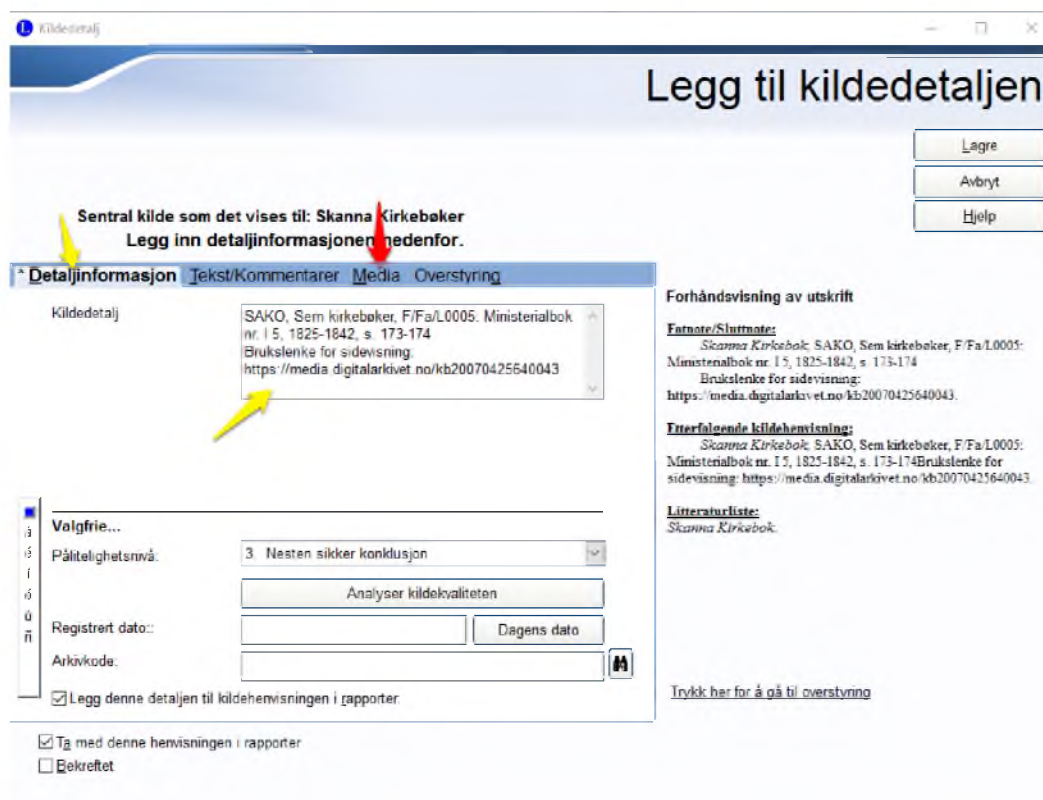 Kildedetalj
Legg til kildedetaljen
Lagre
Avbryt
Hjelp
Sentral kilde som det vises til: Skanna Kirkebøker
Legg inn detaljinformasjonen nedenfor.
* Detaljinformasjon Tekst/Kommentarer Media Overstyring
Kildedetalj
SAKO, Sem kirkebøker, F/Fa/L0005: Ministerialbok
nr. I 5, 1825-1842, s. 173-174
Brukslenke for sidevisning:
https://media.digitalarkivet.no/kb20070425640043
Forhåndsvisning av utskrift
Fotnote/Sluttnote:
Skanna Kirkebok, SAKO, Sem kirkebøker, F/Fa/L0005:
Ministerialbok nr. I 5, 1825-1842, s. 173-174
Brukslenke for sidevisning:
https://media.digitalarkivet.no/kb20070425640043.
Etterfølgende kildehenvisning:
Skanna Kirkebok, SAKO, Sem kirkebøker, F/Fa/L0005:
Ministerialbok nr. I 5, 1825-1842, s. 173-174Brukslenke for
sidevisning: https://media.digitalarkivet.no/kb20070425640043.
Litteraturliste:
Skanna Kirkebok.
Valgfrie...
Pålitelighetsnivå:
3 Nesten sikker konklusjon
Analyser kildekvaliteten
Registrert dato::
Dagens dato
Arkivkode:
Legg denne detaljen til kildehenvisningen i rapporter.
Trykk her for å gå til overstyring
Ta med denne henvisningen i rapporter
Bekreftet